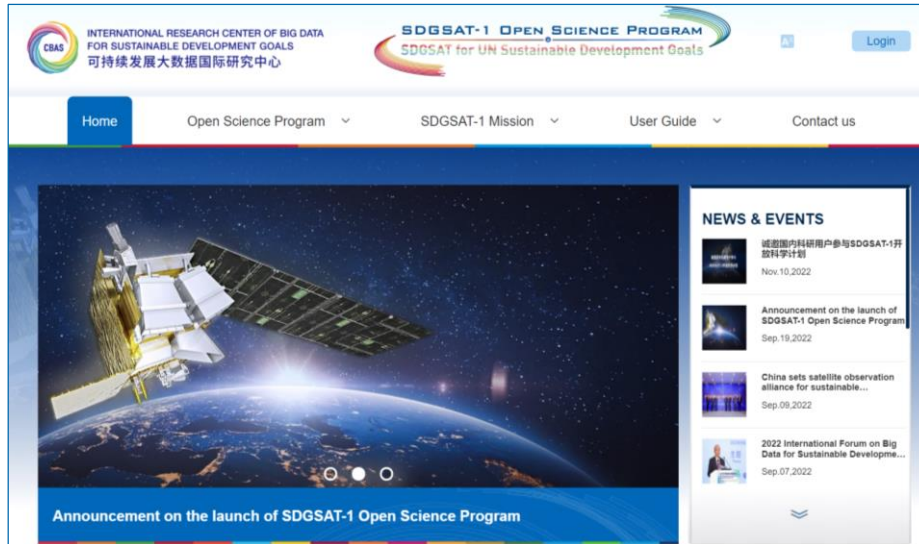 CBAS
INTERNATIONAL RESEARCH CENTER OF BIG DATA
FOR SUSTAINABLE DEVELOPMENT GOALS
可持续发展大数据国际研究中心
SDGSAT-1 OPEN SCIENCE PROGRAM
SDGSAT for UN Sustainable Development Goals
Login
Home
Open Science Program
SDGSAT-1 Mission
User Guide
Contact us
NEWS & EVENTS
诚邀国内科研用户参与SDGSAT-1开
放科学计划
Nov.10,2022
Announcement on the launch of
SDGSAT-1 Open Science Program
Sep.19,2022
China sets satellite observation
alliance for sustainable...
Sep.09,2022
2022 International Forum on Big
Data for Sustainable Developme...
Sep.07,2022
Announcement on the launch of SDGSAT-1 Open Science Program